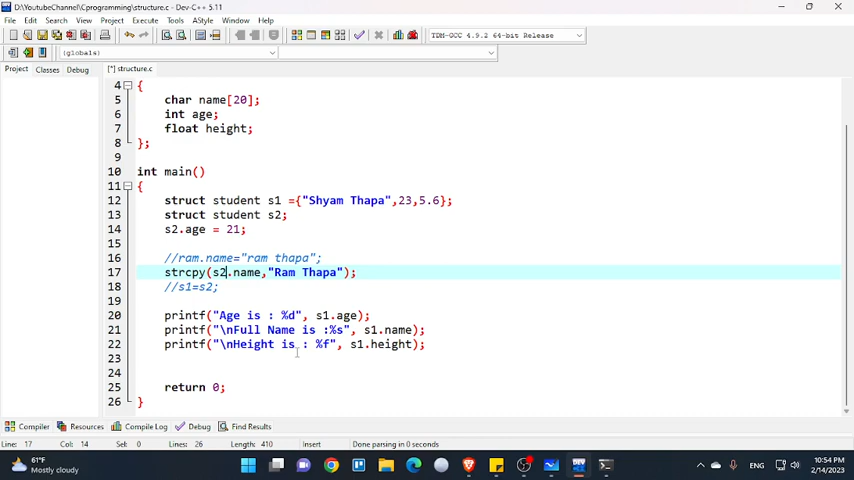 D:\YoutubeChannel\Cprogramming\structure.c - Dev-C++ 5.11
File Edit Search View Project Execute Tools AStyle Window Help
TDM-GCC 4.9.2 64-bit Release
(globals)
Project Classes Debug
[*] structure.c
4 {
5 char name[20];
6 int age;
7 float height;
8 };
9
10 int main()
11 {
12 struct student s1 ={"Shyam Thapa",23,5.6};
13 struct student s2;
14 s2.age = 21;
15
16 //ram.name="ram thapa";
17 strcpy(s2.name,"Ram Thapa");
18 //s1=s2;
19
20 printf("Age is : %d", s1.age);
21 printf("\nFull Name is :%s", s1.name);
22 printf("\nHeight is : %f", s1.height);
23
24
25 return 0;
26 }
Compiler Resources Compile Log Debug Find Results
Line: 17 Col: 14 Sel: 0 Lines: 26 Length: 410 Insert Done parsing in 0 seconds
61°F
Mostly cloudy
ENG
10:54 PM
2/14/2023